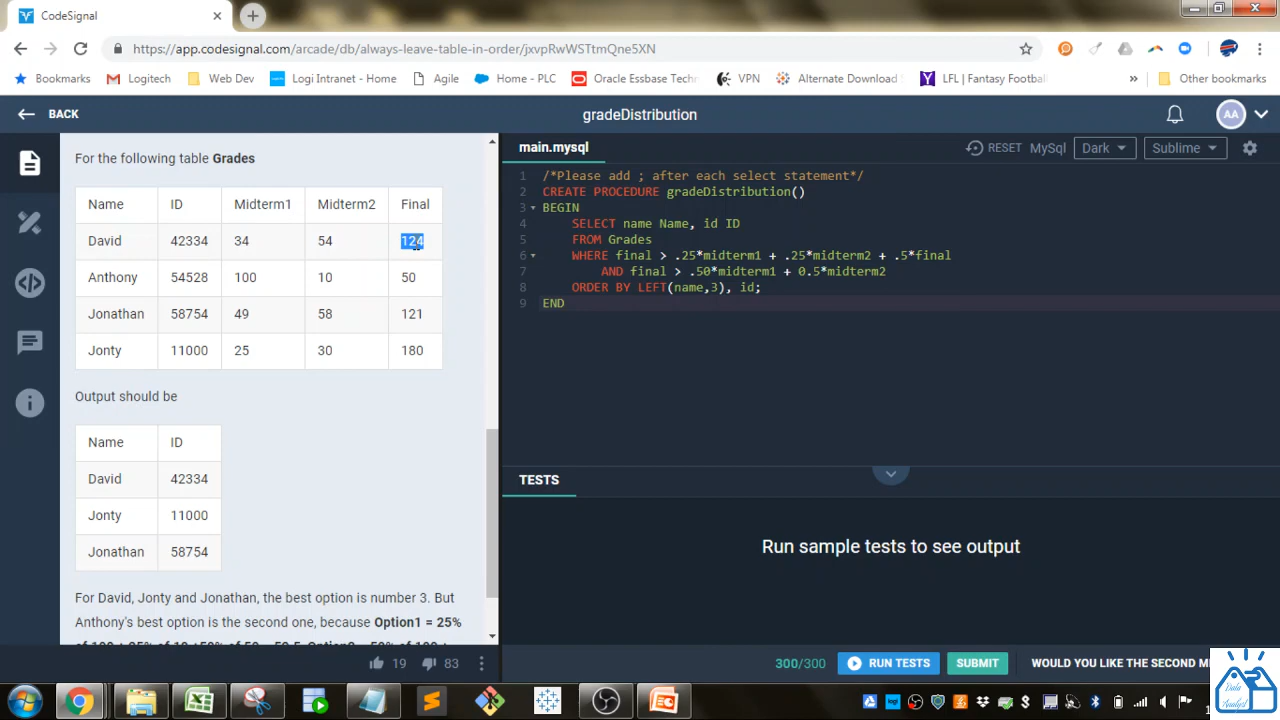 CodeSignal
https://app.codesignal.com/arcade/db/always-leave-table-in-order/jxvpRwWSTtmQne5XN
Bookmarks Logitech Web Dev Logi Intranet - Home Agile Home - PLC Oracle Essbase Techn VPN Alternate Download LFL | Fantasy Football » Other bookmarks
BACK gradeDistribution AA
For the following table Grades
Name ID Midterm1 Midterm2 Final
David 42334 34 54 124
Anthony 54528 100 10 50
Jonathan 58754 49 58 121
Jonty 11000 25 30 180
Output should be
Name ID
David 42334
Jonty 11000
Jonathan 58754
For David, Jonty and Jonathan, the best option is number 3. But
Anthony's best option is the second one, because Option1 = 25%
19 83
main.mysql RESET MySql Dark Sublime
1 /*Please add ; after each select statement*/
2 CREATE PROCEDURE gradeDistribution()
3 BEGIN
4 SELECT name Name, id ID
5 FROM Grades
6 WHERE final > .25*midterm1 + .25*midterm2 + .5*final
7 AND final > .50*midterm1 + 0.5*midterm2
8 ORDER BY LEFT(name,3), id;
9 END
TESTS
Run sample tests to see output
300/300 RUN TESTS SUBMIT WOULD YOU LIKE THE SECOND M
Data
Analyst